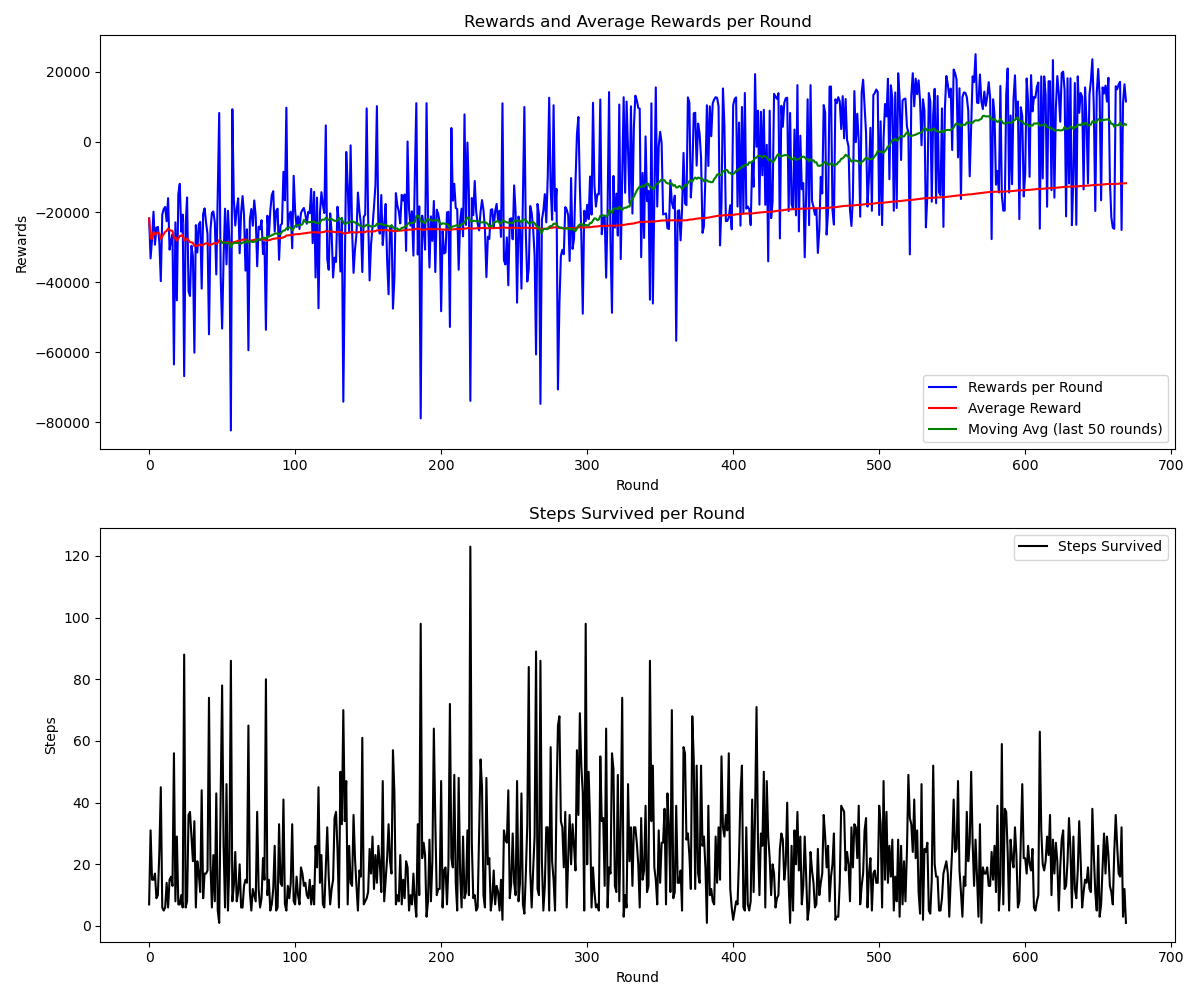 Rewards and Average Rewards per Round
Rewards
20000
0
−20000
−40000
−60000
−80000
Rewards per Round
Average Reward
Moving Avg (last 50 rounds)
0 100 200 300 400 500 600 700
Round
Steps Survived per Round
Steps
120
100
80
60
40
20
0
Steps Survived
0 100 200 300 400 500 600 700
Round